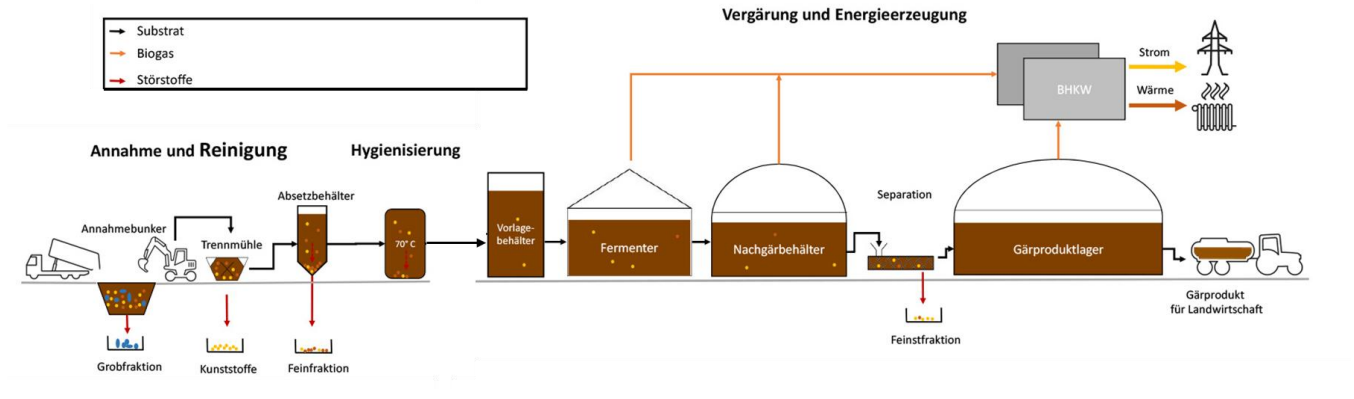 Vergärung und Energieerzeugung
Substrat
Biogas
Störstoffe
Strom
BHKW
Wärme
Annahme und Reinigung
Hygienisierung
Absetzbehälter
Separation
Annahmebunker
Trennmühle
70° C
Vorlage-
behälter
Fermenter
Nachgärbehälter
Gärproduktlager
Gärprodukt
für Landwirtschaft
Feinstfraktion
Grobfraktion
Kunststoffe
Feinfraktion